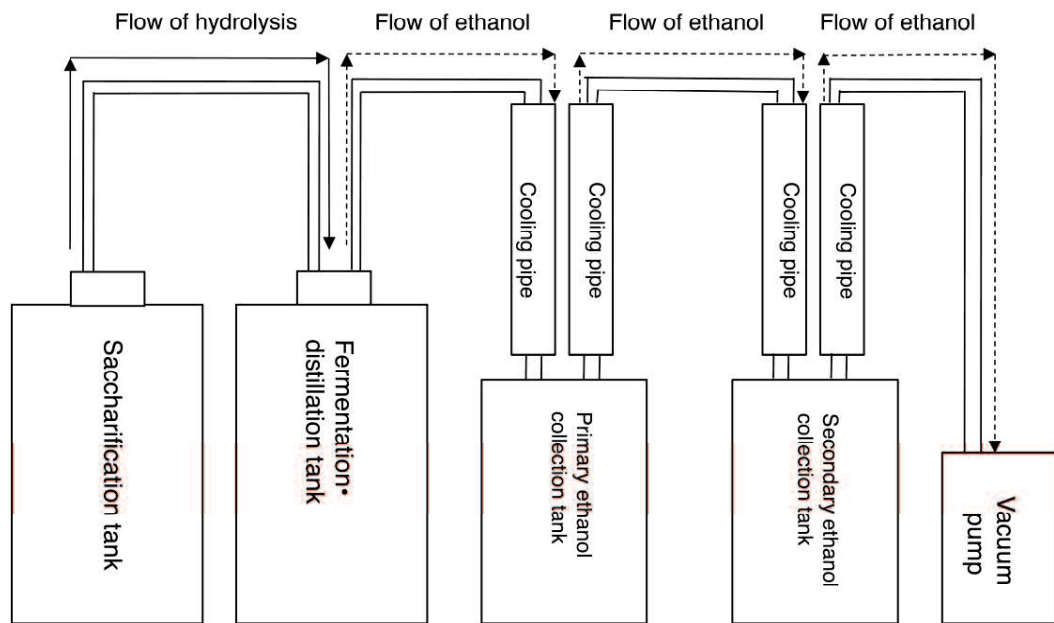 Flow of hydrolysis
Flow of ethanol
Flow of ethanol
Flow of ethanol
Cooling pipe
Cooling pipe
Cooling pipe
Cooling pipe
Saccharification tank
Fermentation•
distillation tank
Primary ethanol
collection tank
Secondary ethanol
collection tank
Vacuum
pump